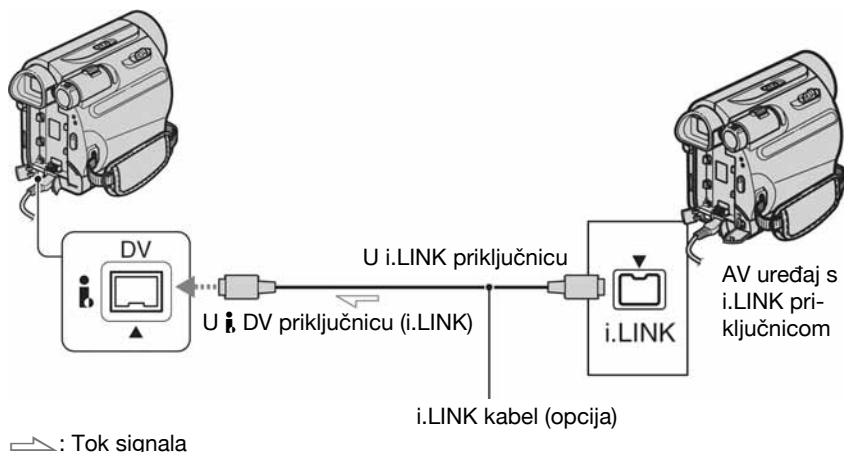 DV
U i.LINK priključnicu
U i DV priključnicu (i.LINK)
i.LINK
AV uređaj s
i.LINK pri-
ključnicom
i.LINK kabel (opcija)
: Tok signala